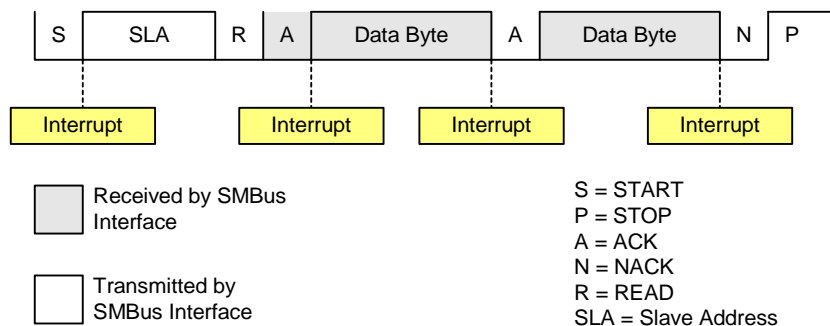 S SLA R A Data Byte A Data Byte N P
Interrupt Interrupt Interrupt Interrupt
Received by SMBus
Interface
Transmitted by
SMBus Interface
S = START
P = STOP
A = ACK
N = NACK
R = READ
SLA = Slave Address